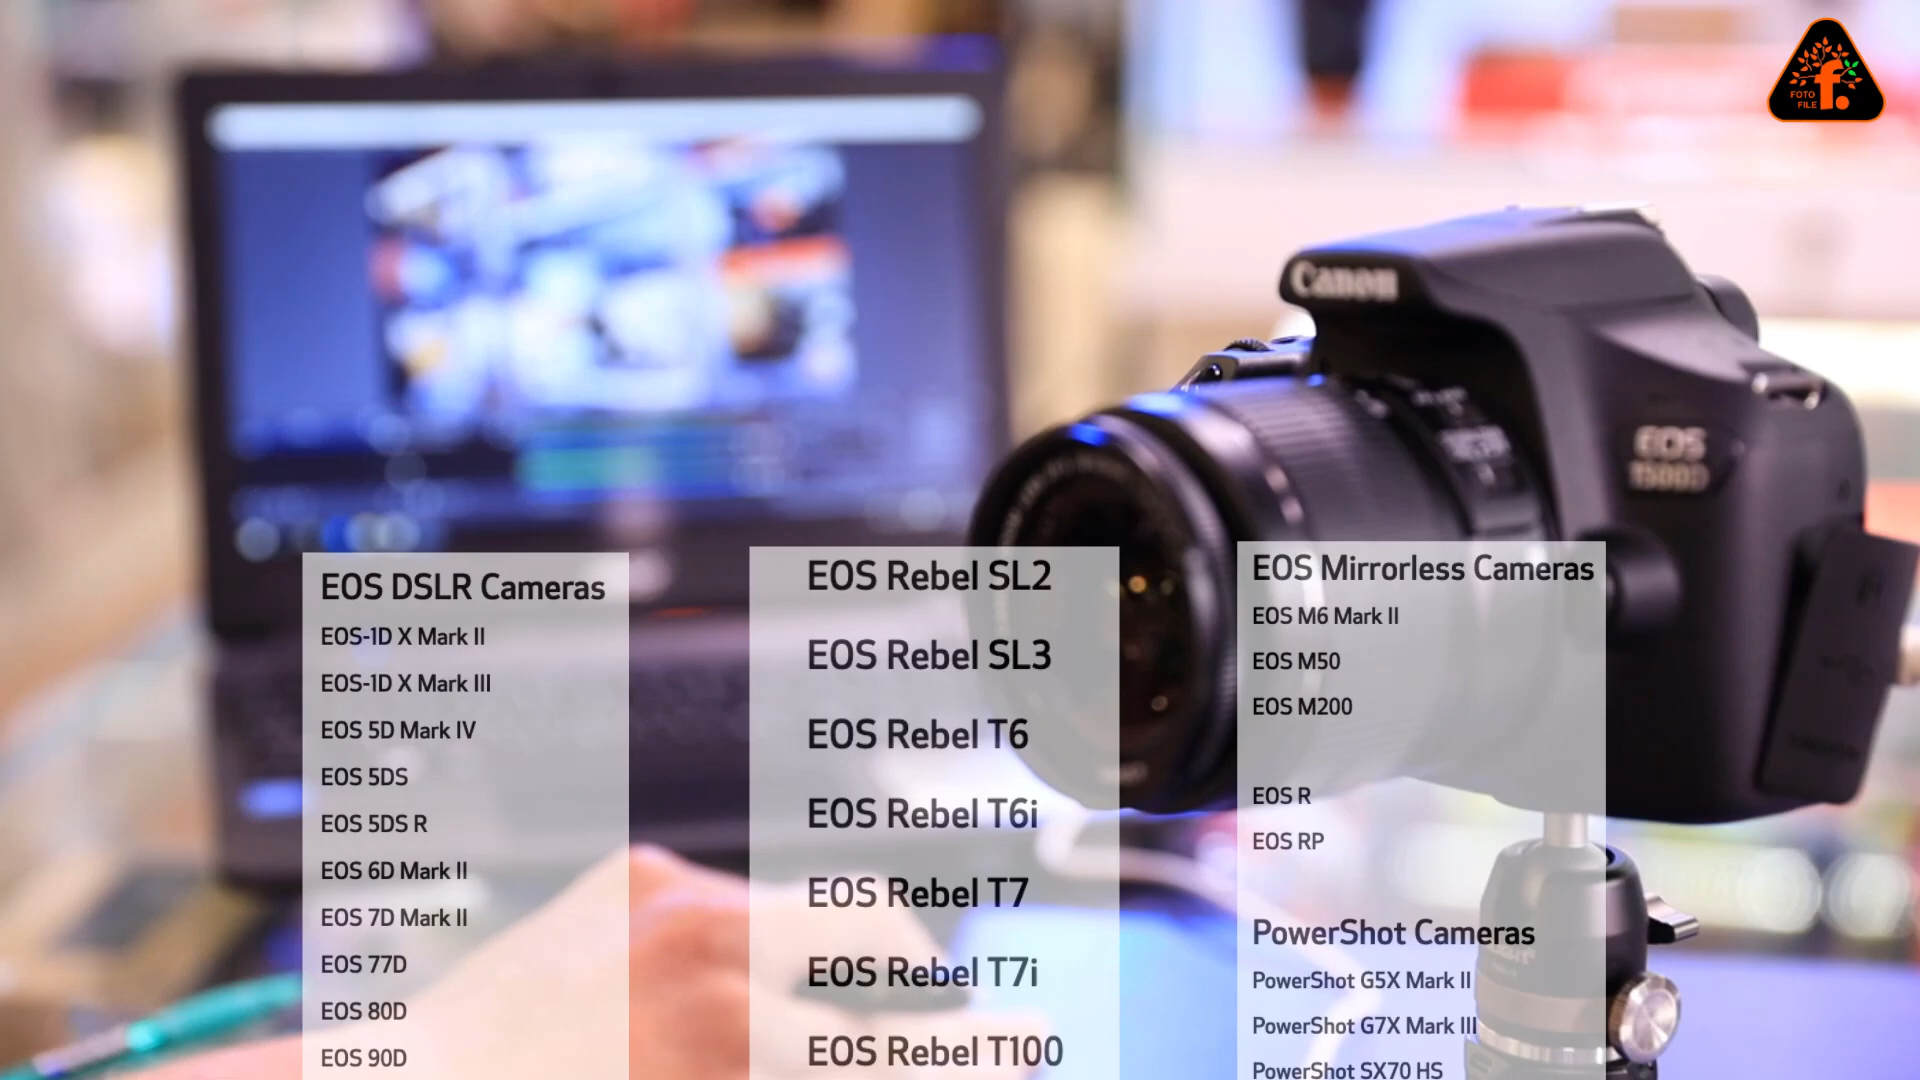 FOTO
FILE
f.
Canon
EOS
1500D
EOS DSLR Cameras
EOS-1D X Mark II
EOS-1D X Mark III
EOS 5D Mark IV
EOS 5DS
EOS 5DS R
EOS 6D Mark II
EOS 7D Mark II
EOS 77D
EOS 80D
EOS 90D
EOS Rebel SL2
EOS Rebel SL3
EOS Rebel T6
EOS Rebel T6i
EOS Rebel T7
EOS Rebel T7i
EOS Rebel T100
EOS Mirrorless Cameras
EOS M6 Mark II
EOS M50
EOS M200
EOS R
EOS RP
PowerShot Cameras
PowerShot G5X Mark II
PowerShot G7X Mark III
PowerShot SX70 HS